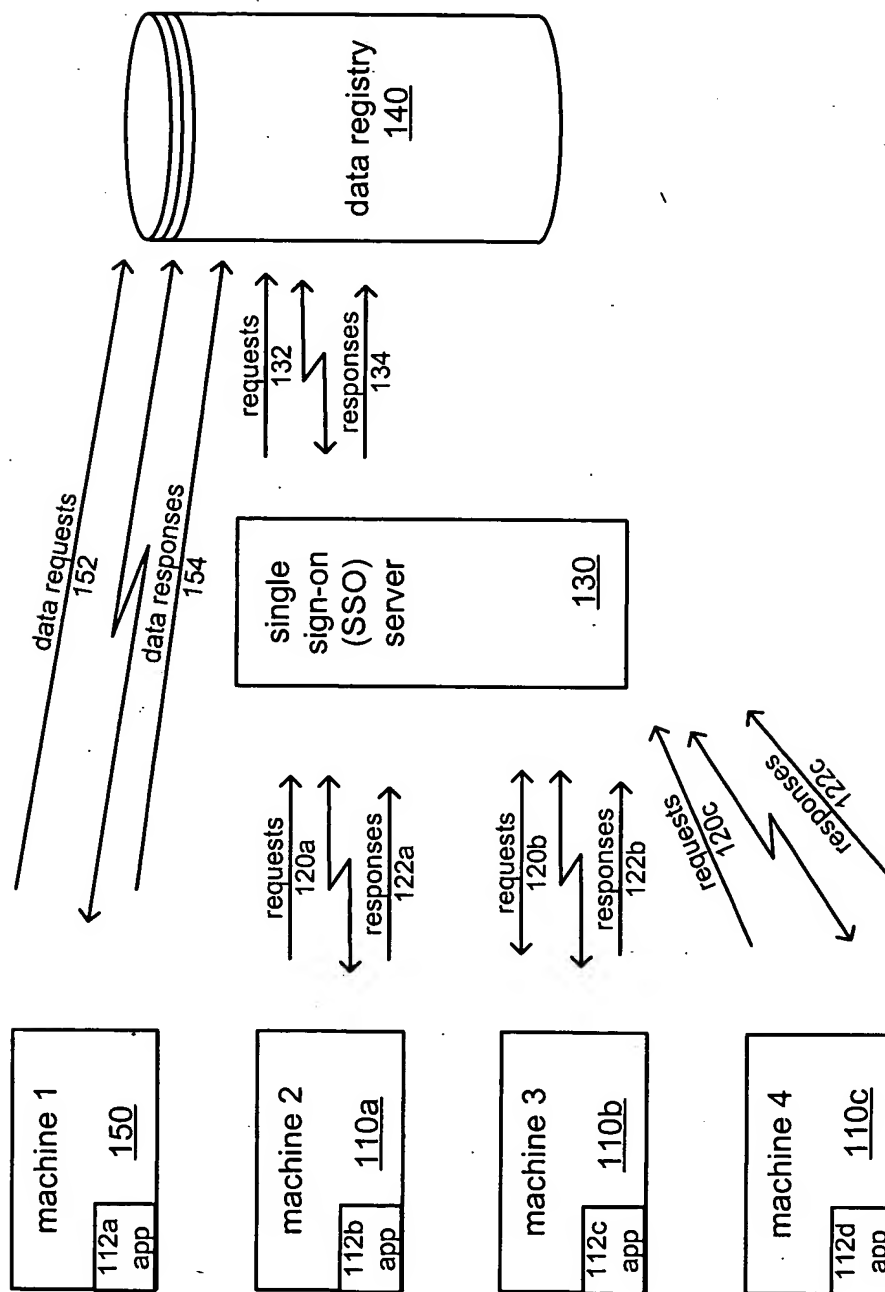 machine 1
150
112a
app
data requests
152
data responses
154
machine 2
110a
112b
app
requests
120a
responses
122a
machine 3
110b
112c
app
requests
120b
responses
122b
machine 4
110c
112d
app
requests
120c
responses
122c
single
sign-on
(SSO)
server
130
requests
132
responses
134
data registry
140